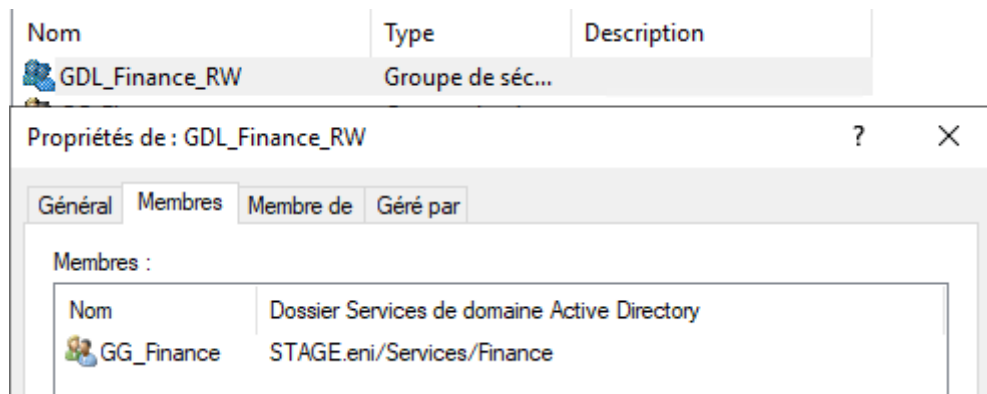 Nom Type Description
GDL_Finance_RW Groupe de séc...
Propriétés de : GDL_Finance_RW ? ×
Général Membres Membre de Géré par
Membres :
Nom Dossier Services de domaine Active Directory
GG_Finance STAGE.eni/Services/Finance